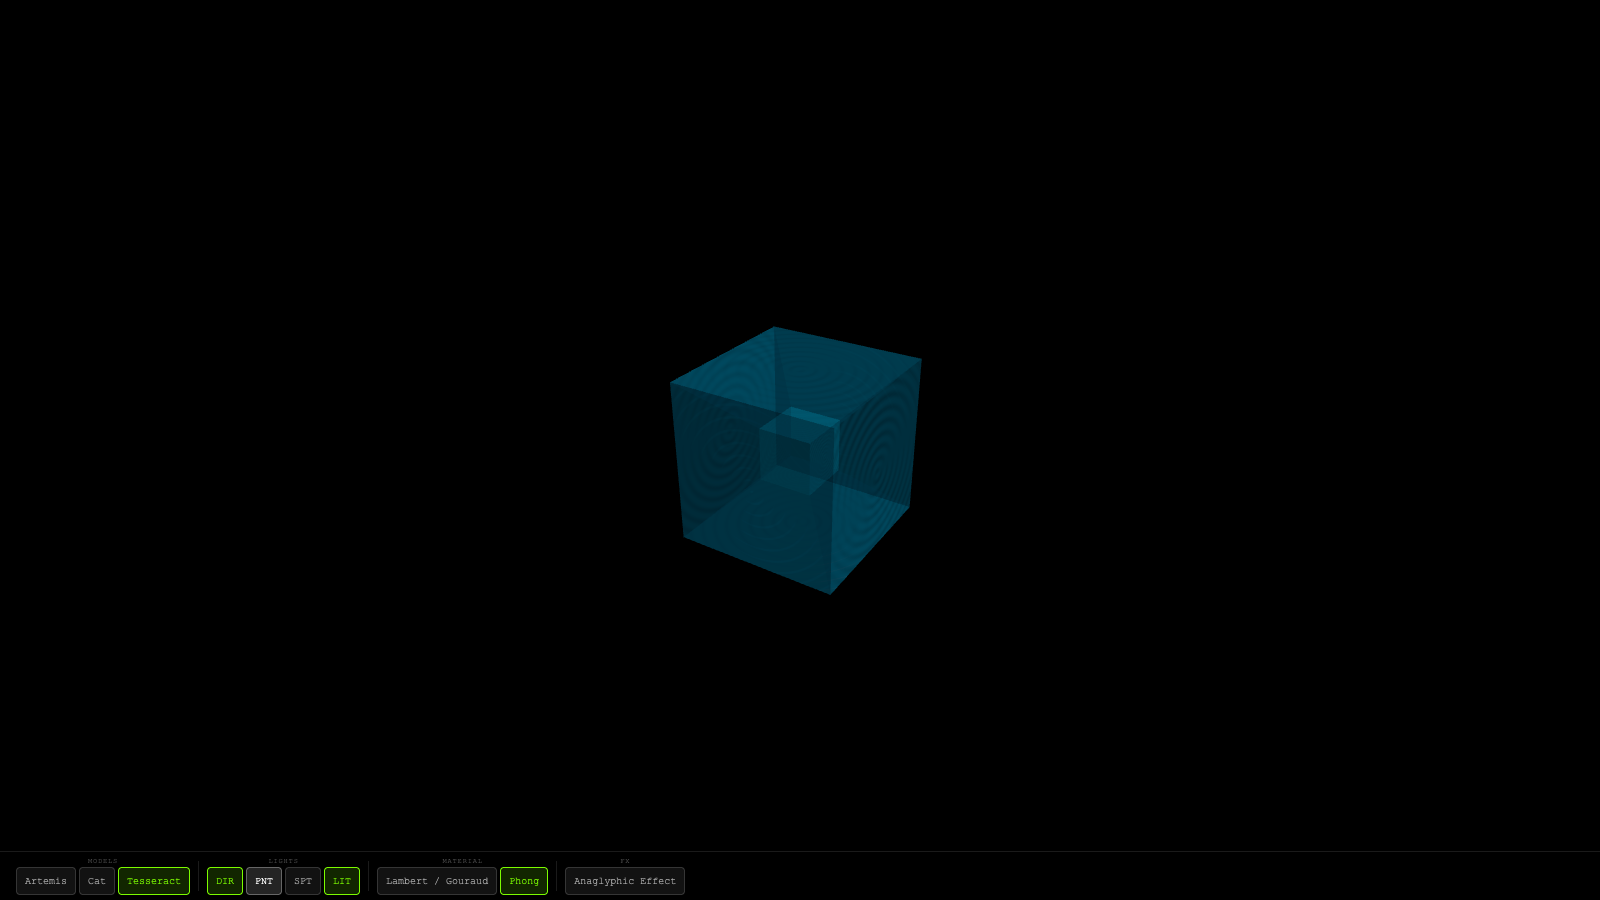 MODELS
Artemis Cat Tesseract
LIGHTS
DIR PNT SPT LIT
MATERIAL
Lambert / Gouraud Phong
FX
Anaglyphic Effect